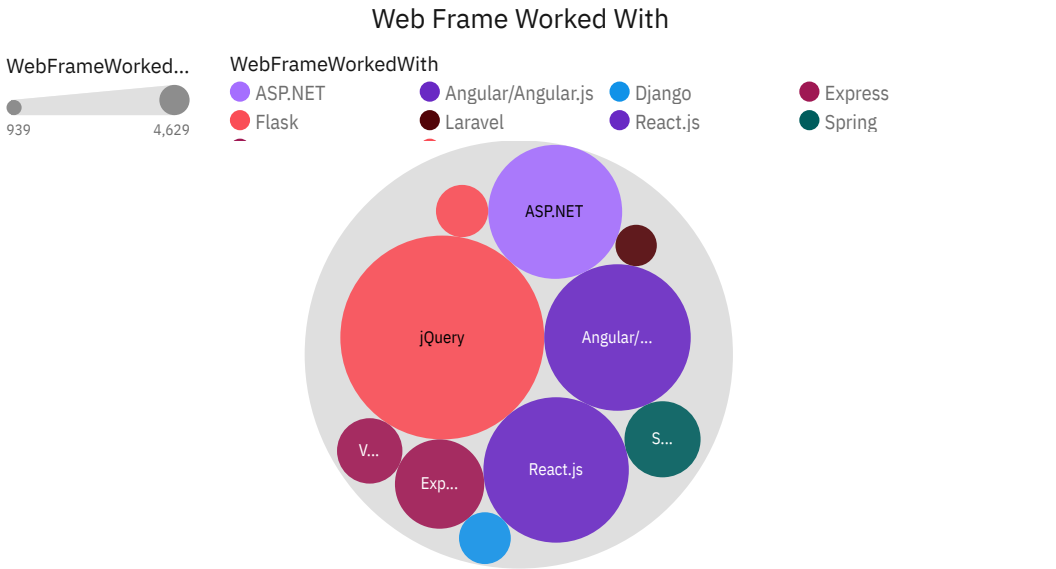 Web Frame Worked With
WebFrameWorked...
939 4,629
WebFrameWorkedWith
ASP.NET Angular/Angular.js Django Express
Flask Laravel React.js Spring
ASP.NET
jQuery
Angular/...
S...
V...
React.js
Exp...